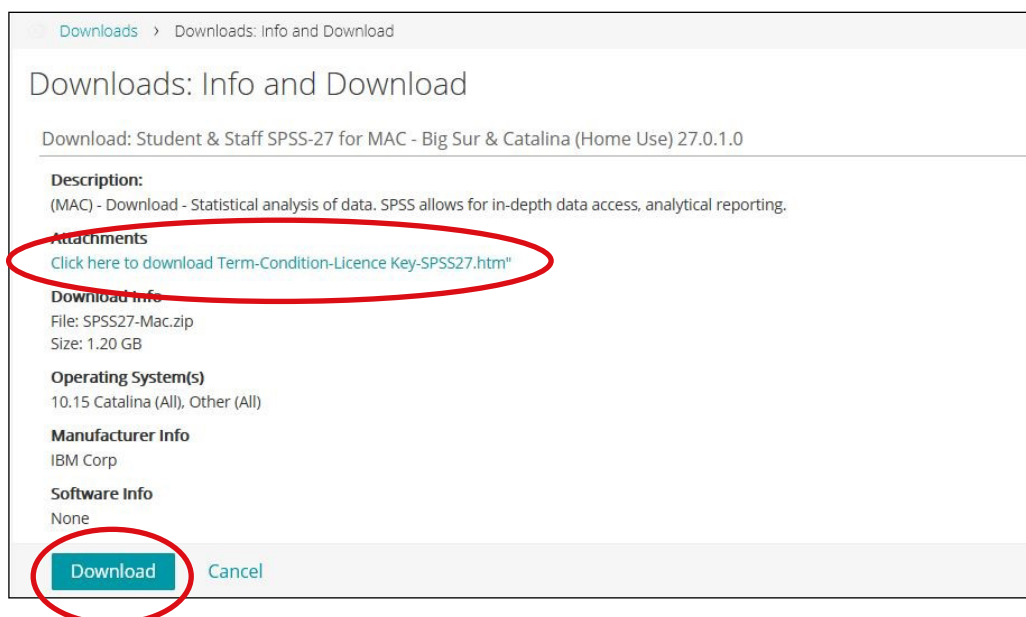 Downloads > Downloads: Info and Download
Downloads: Info and Download
Download: Student & Staff SPSS-27 for MAC - Big Sur & Catalina (Home Use) 27.0.1.0
Description:
(MAC) - Download - Statistical analysis of data. SPSS allows for in-depth data access, analytical reporting.
Attachments
Click here to download Term-Condition-Licence Key-SPSS27.htm"
Download Info
File: SPSS27-Mac.zip
Size: 1.20 GB
Operating System(s)
10.15 Catalina (All), Other (All)
Manufacturer Info
IBM Corp
Software Info
None
Download Cancel